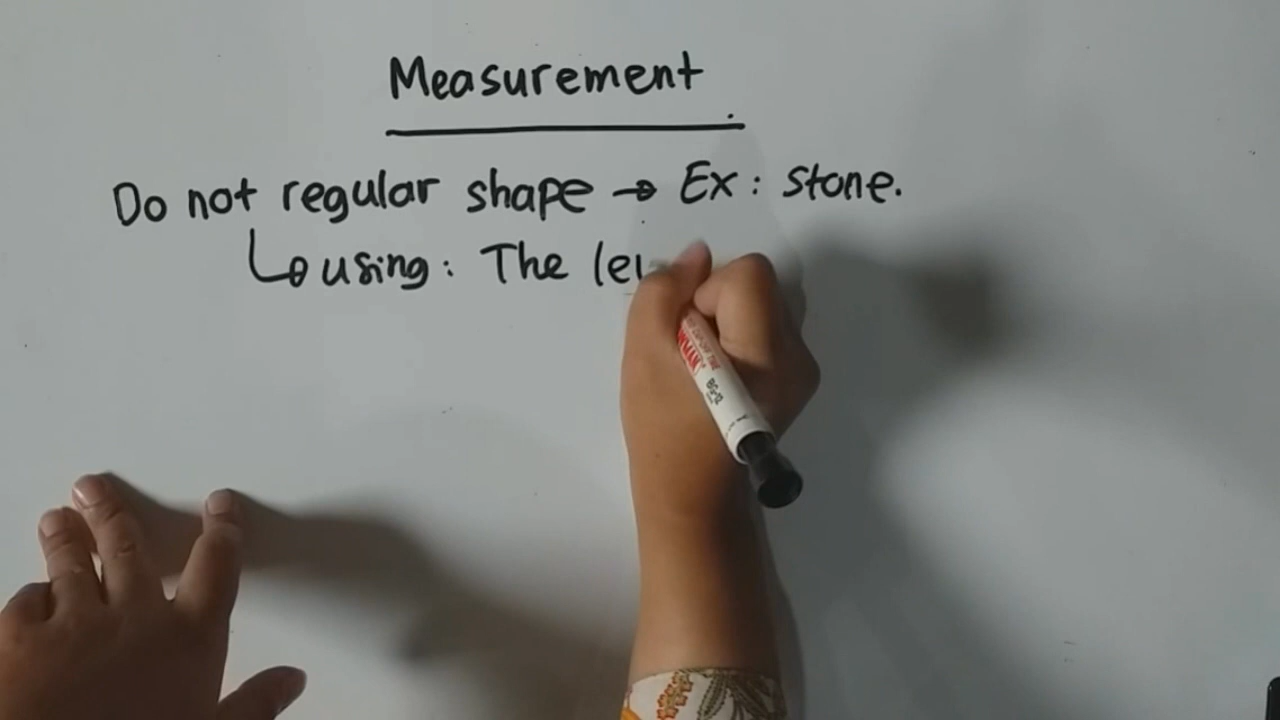 Measurement
Do not regular shape → Ex : stone.
↳ using : The